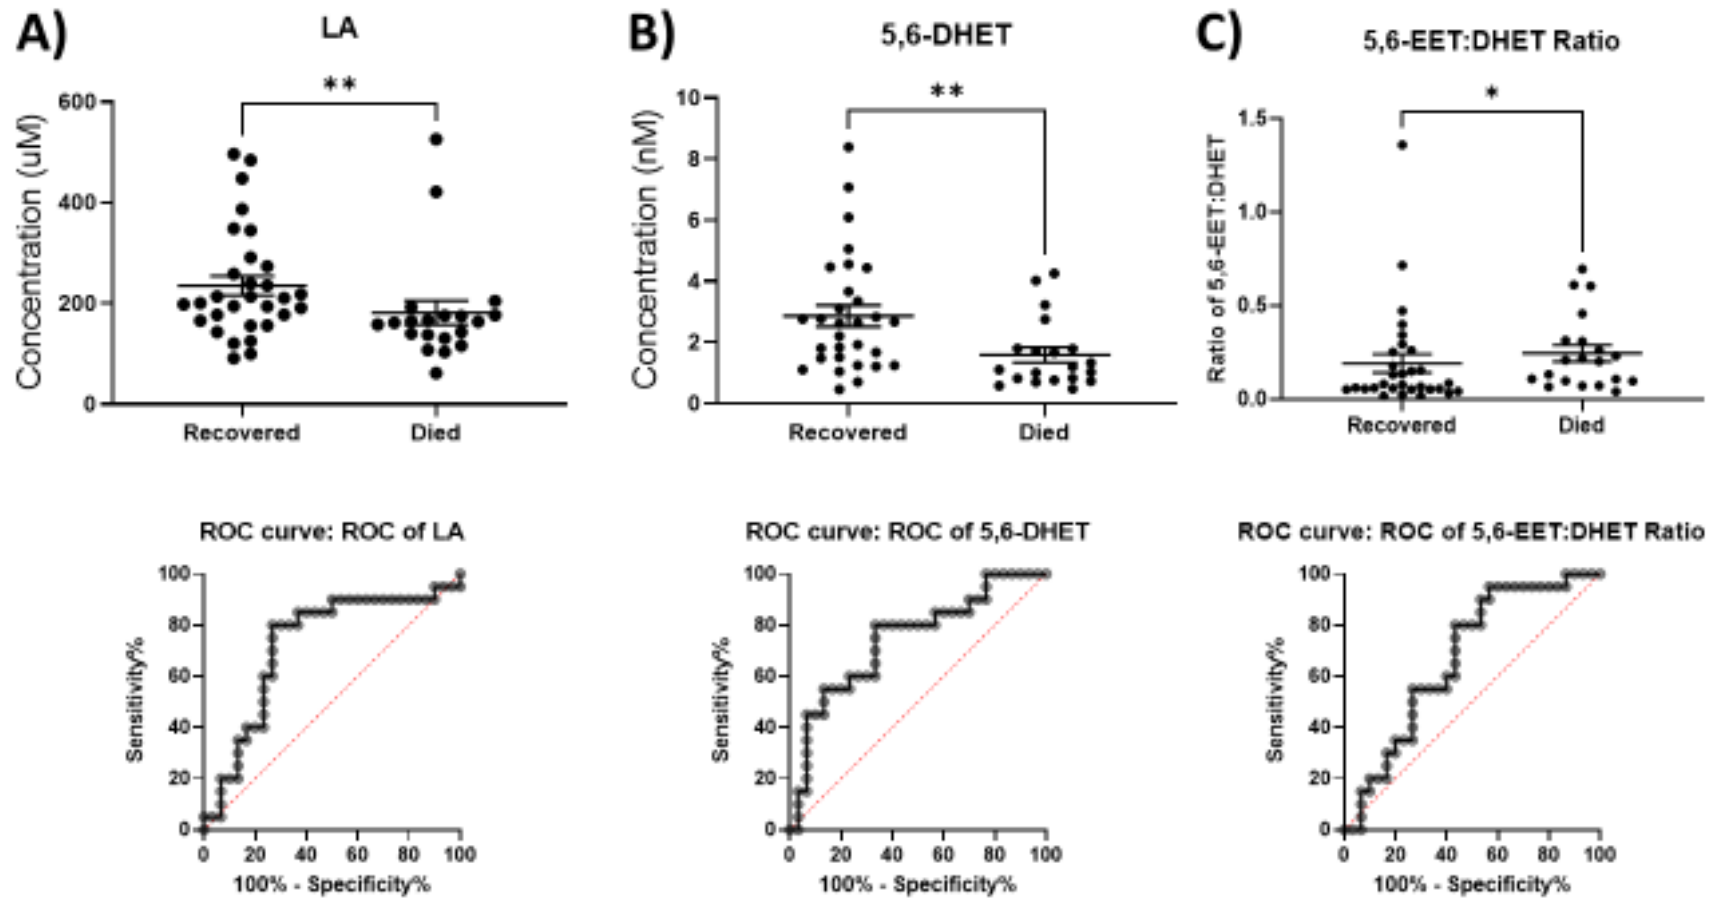 A)
LA
**
Concentration (uM)
600
400
200
0
Recovered
Died
B)
5,6-DHET
**
Concentration (nM)
10
8
6
4
2
0
Recovered
Died
C)
5,6-EET:DHET Ratio
*
Ratio of 5,6-EET:DHET
1.5
1.0
0.5
0.0
Recovered
Died
ROC curve: ROC of LA
Sensitivity%
100
80
60
40
20
0
0 20 40 60 80 100
100% - Specificity%
ROC curve: ROC of 5,6-DHET
Sensitivity%
100
80
60
40
20
0
0 20 40 60 80 100
100% - Specificity%
ROC curve: ROC of 5,6-EET:DHET Ratio
Sensitivity%
100
80
60
40
20
0
0 20 40 60 80 100
100% - Specificity%